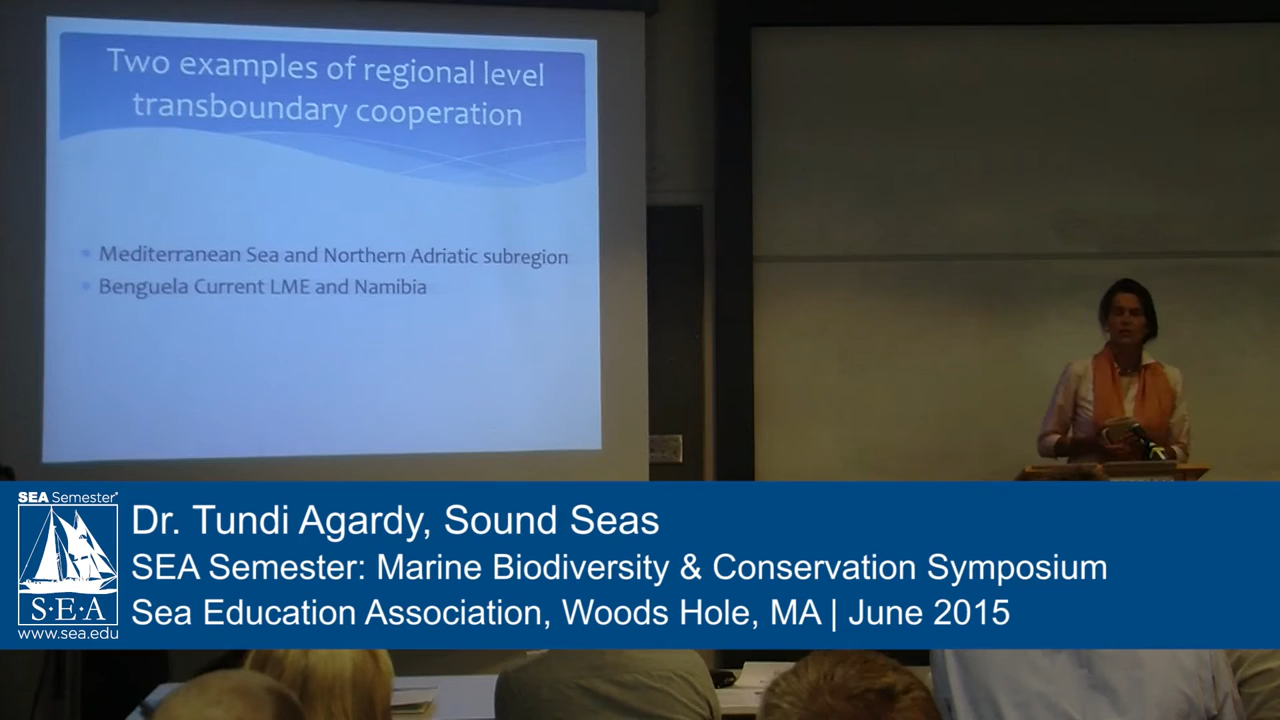 Two examples of regional level
transboundary cooperation
Mediterranean Sea and Northern Adriatic subregion
Benguela Current LME and Namibia
SEA Semester®
S·E·A
www.sea.edu
Dr. Tundi Agardy, Sound Seas
SEA Semester: Marine Biodiversity & Conservation Symposium
Sea Education Association, Woods Hole, MA | June 2015